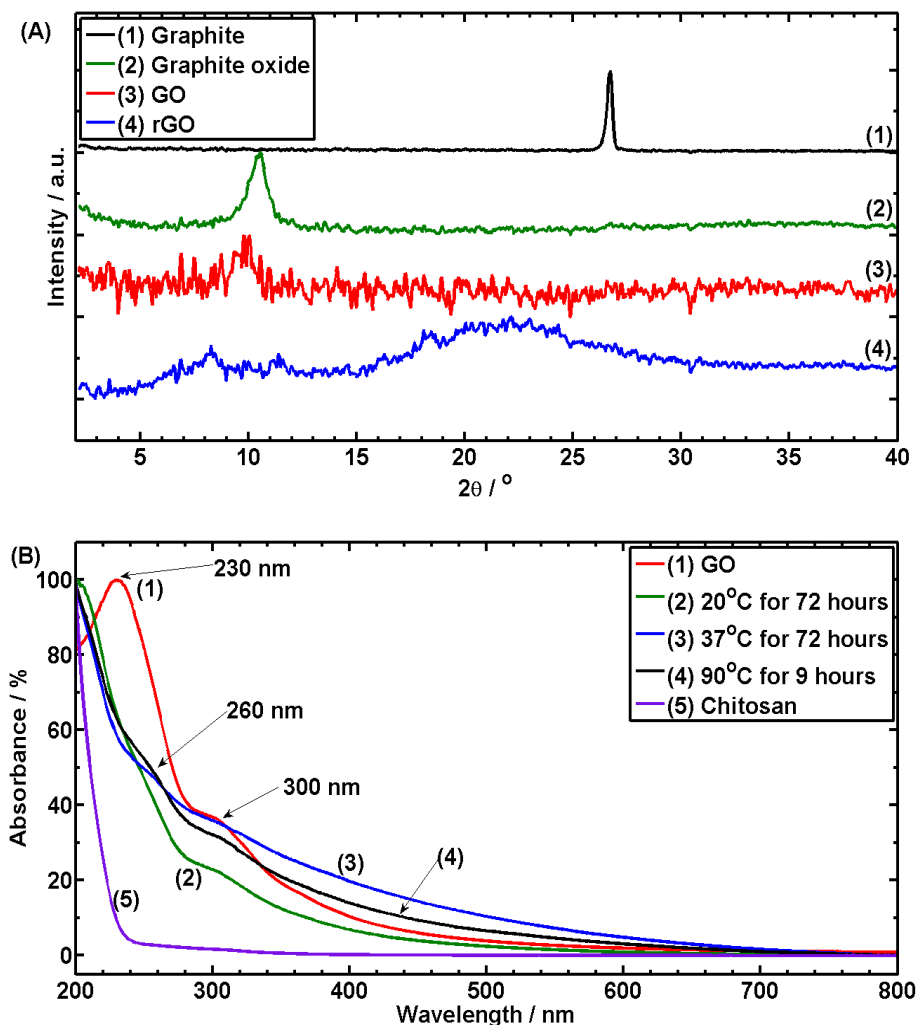 (A)
(1) Graphite
(2) Graphite oxide
(3) GO
(4) rGO
(1)
(2)
(3)
(4)
Intensity / a.u.
5 10 15 20 25 30 35 40
2θ / °
(B)
230 nm
(1)
260 nm
300 nm
(1) GO
(2) 20°C for 72 hours
(3) 37°C for 72 hours
(4) 90°C for 9 hours
(5) Chitosan
100
80
60
40
20
0
Absorbance / %
(2)
(3)
(4)
(5)
200 300 400 500 600 700 800
Wavelength / nm